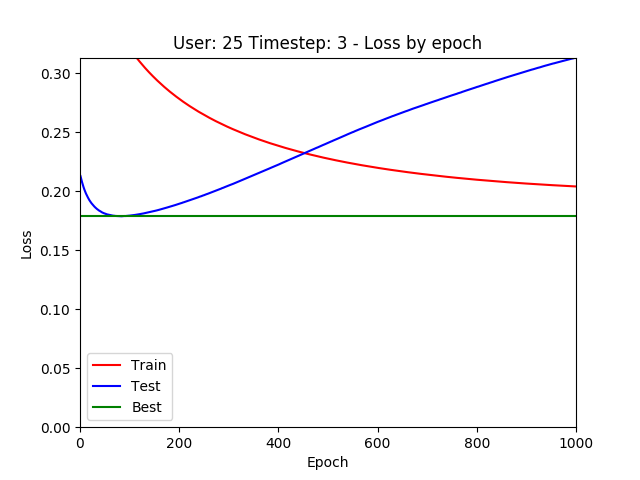 User: 25 Timestep: 3 - Loss by epoch
Loss
0.30
0.25
0.20
0.15
0.10
0.05
0.00
Train
Test
Best
0 200 400 600 800 1000
Epoch